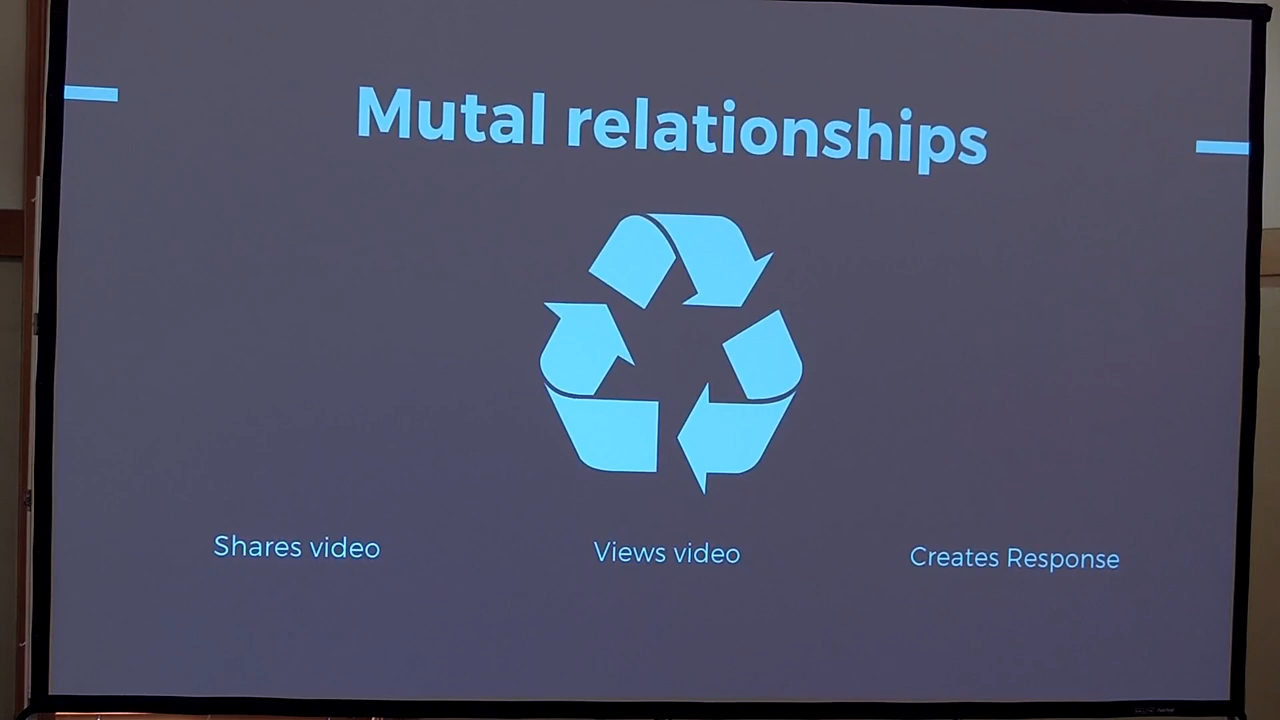 Mutal relationships
Shares video
Views video
Creates Response